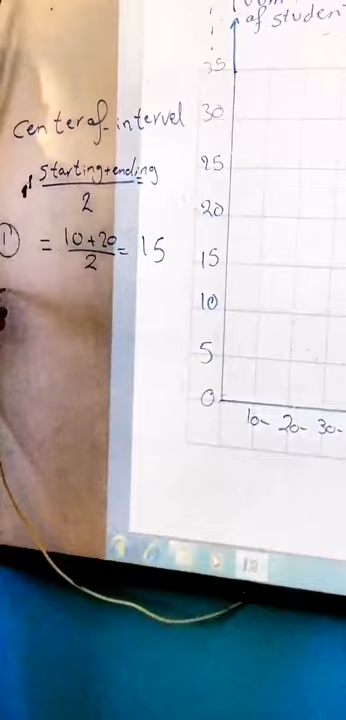 of studen
35
center of interval
30
starting+ending
25
2
20
1
= 10+20 = 15
2
15
10
5
0
10- 20- 30-